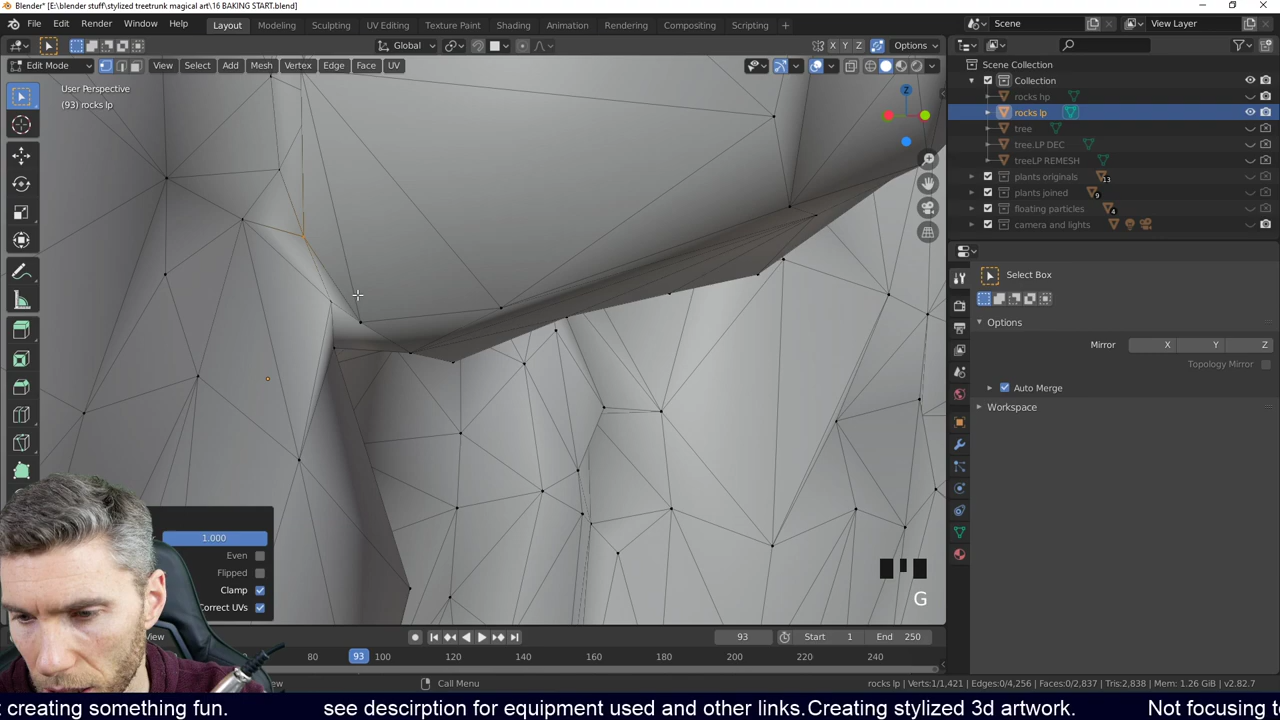 Blender* [E:\blender stuff\stylized treetrunk magical art\16 BAKING START.blend]
File Edit Render Window Help Layout Modeling Sculpting UV Editing Texture Paint Shading Animation Rendering Compositing Scripting + Scene View Layer
Global X Y Z Options
Edit Mode View Select Add Mesh Vertex Edge Face UV
User Perspective
(93) rocks lp
Z
Scene Collection
Collection
rocks hp
rocks lp
tree
tree.LP DEC
treeLP REMESH
plants originals 13
plants joined 9
floating particles 4
camera and lights
Select Box
Options
Mirror X Y Z
Topology Mirror
Auto Merge
Workspace
1.000
Even
Flipped
Clamp
Correct UVs
G
View 93 Start 1 End 250
80 93 100 120 140 160 180 200 220 240
Call Menu
rocks lp | Verts:1/1,421 | Edges:0/4,256 | Faces:0/2,837 | Tris:2,838 | Mem: 1.26 GiB | v2.82.7
t creating something fun. see descirption for equipment used and other links.Creating stylized 3d artwork. Not focusing t